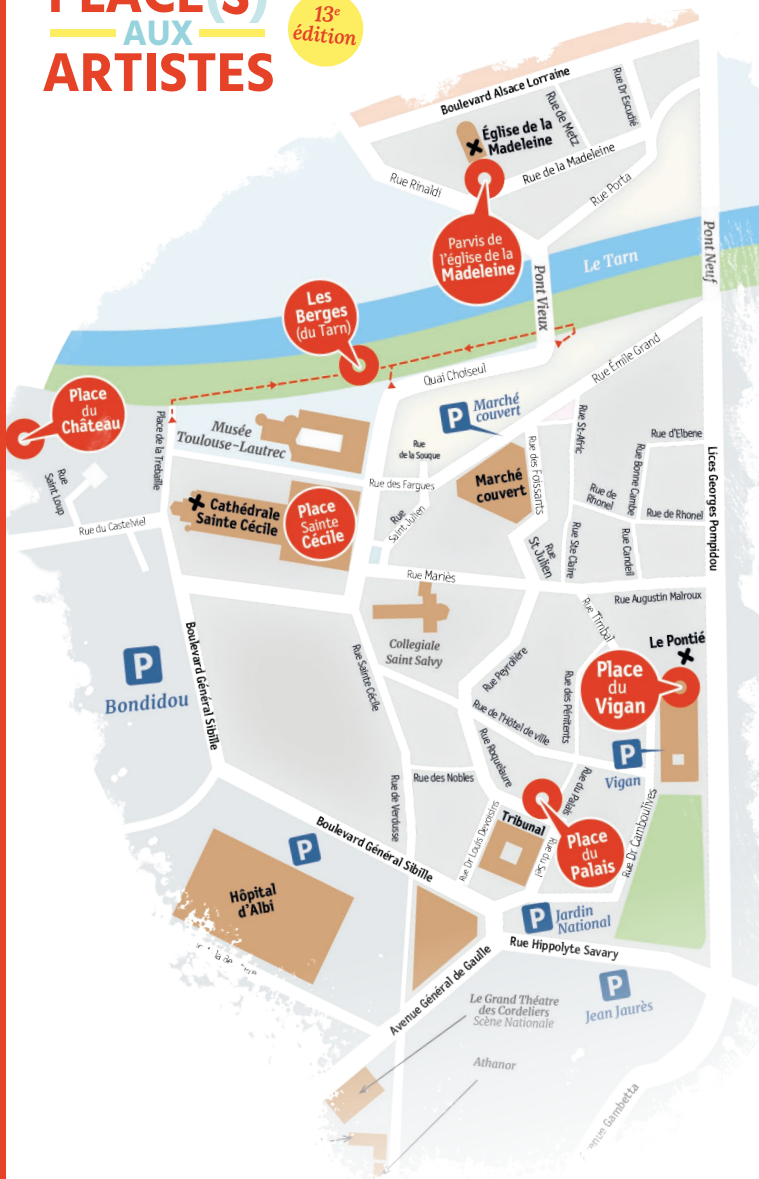 PLACE(S)
AUX
ARTISTES
13e
édition
Boulevard Alsace Lorraine
Rue de Metz
Rue Dr Escudié
Église de la
Madeleine
Rue de la Madeleine
Rue Rinaldi
Rue Porta
Parvis de
l'église de la
Madeleine
Pont Vieux
Le Tarn
Pont Neuf
Les
Berges
(du Tarn)
Quai Choiseul
Rue Émile Grand
Place
du
Château
Place de la Trébaille
Musée
Toulouse-Lautrec
P
Marché
couvert
Rue
de la Souque
Rue des Foissants
Rue St-Afric
Rue d'Elbene
Rue Bonne Cambe
Lices Georges Pompidou
Rue
Saint Loup
Rue du Castelviel
Cathédrale
Sainte Cécile
Place
Sainte
Cécile
Rue des Fargues
Rue
Saint Julien
Marché
couvert
Rue de
Rhonel
Rue de Rhonel
Rue
St Julien
Rue Ste Claire
Rue Candeil
Rue Mariès
Rue Augustin Malroux
Rue Timbal
Collegiale
Saint Salvy
Le Pontié
P
Bondidou
Boulevard Général Sibille
Rue Sainte Cécile
Rue Peyrolière
Rue des Pénitents
Place
du
Vigan
Rue de l'Hôtel de ville
P
Vigan
Rue Roquelaure
Rue des Nobles
Rue de Verdusse
Rue du Palais
Rue Dr Camboulives
Tribunal
Rue Dr Louis Devoisins
Rue du Sel
Place
du
Palais
Boulevard Général Sibille
P
Hôpital
d'Albi
P
Jardin
National
Rue Hippolyte Savary
Avenue Général de Gaulle
P
Jean Jaurès
Le Grand Théatre
des Cordeliers
Scène Nationale
Athanor
Gambetta